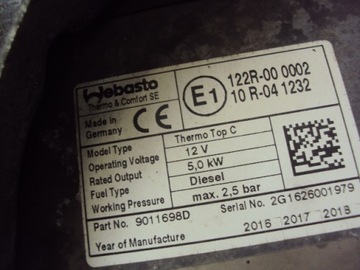 Webasto
Thermo & Comfort SE
Made in
Germany
CE
E1
122R-00 0002
10 R-04 1232
Model Type Thermo Top C
Operating Voltage 12 V
Rated Output 5,0 kW
Fuel Type Diesel
Working Pressure max. 2,5 bar
Part No. 9011698D Serial No. 2G1626001979
Year of Manufacture 2016 2017 2018